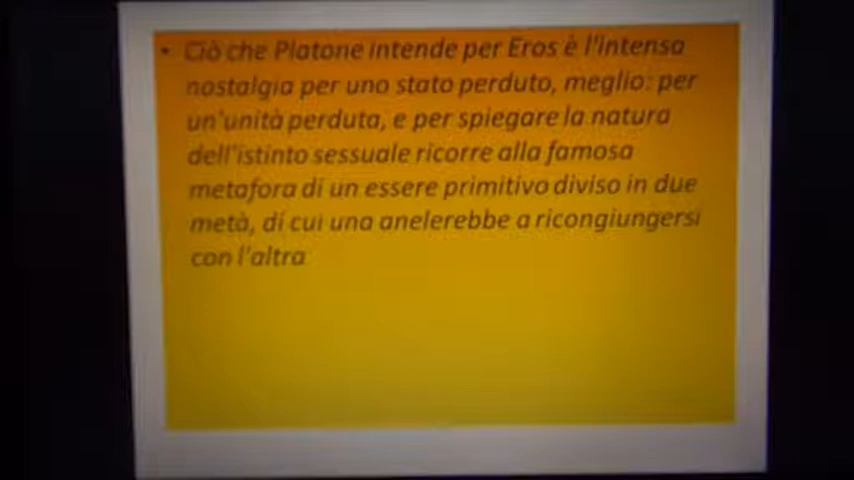 • Ciò che Platone intende per Eros è l'intensa
nostalgia per uno stato perduto, meglio: per
un'unità perduta, e per spiegare la natura
dell'istinto sessuale ricorre alla famosa
metafora di un essere primitivo diviso in due
metà, di cui una anelerebbe a ricongiungersi
con l'altra